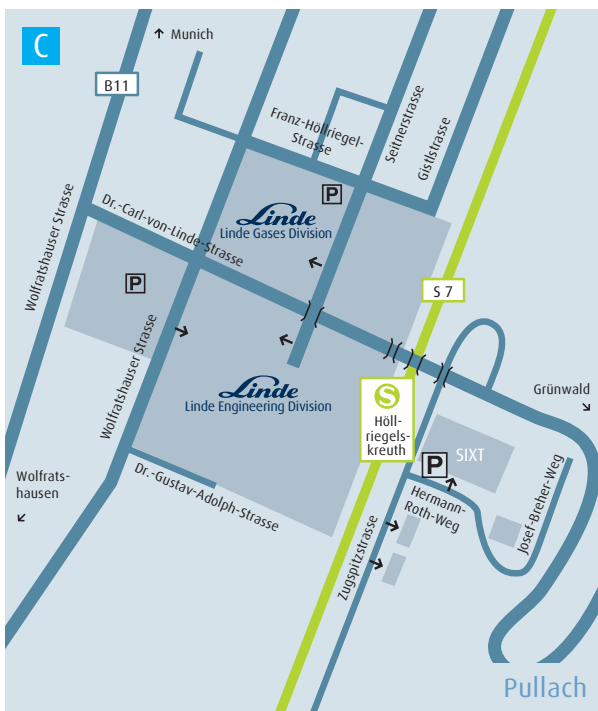 C
Munich
B11
Franz-Höllriegel-
Strasse
Seitnerstrasse
Gistlstrasse
P
Wolfratshauser Strasse
Dr.-Carl-von-Linde-Strasse
Linde
Linde Gases Division
P
S 7
Wolfratshauser Strasse
Linde
Linde Engineering Division
S
Höll-
riegels-
kreuth
Grünwald
SIXT
P
Wolfrats-
hausen
Dr.-Gustav-Adolph-Strasse
Hermann-
Roth-Weg
Josef-Breher-Weg
Zugspitzstrasse
Pullach